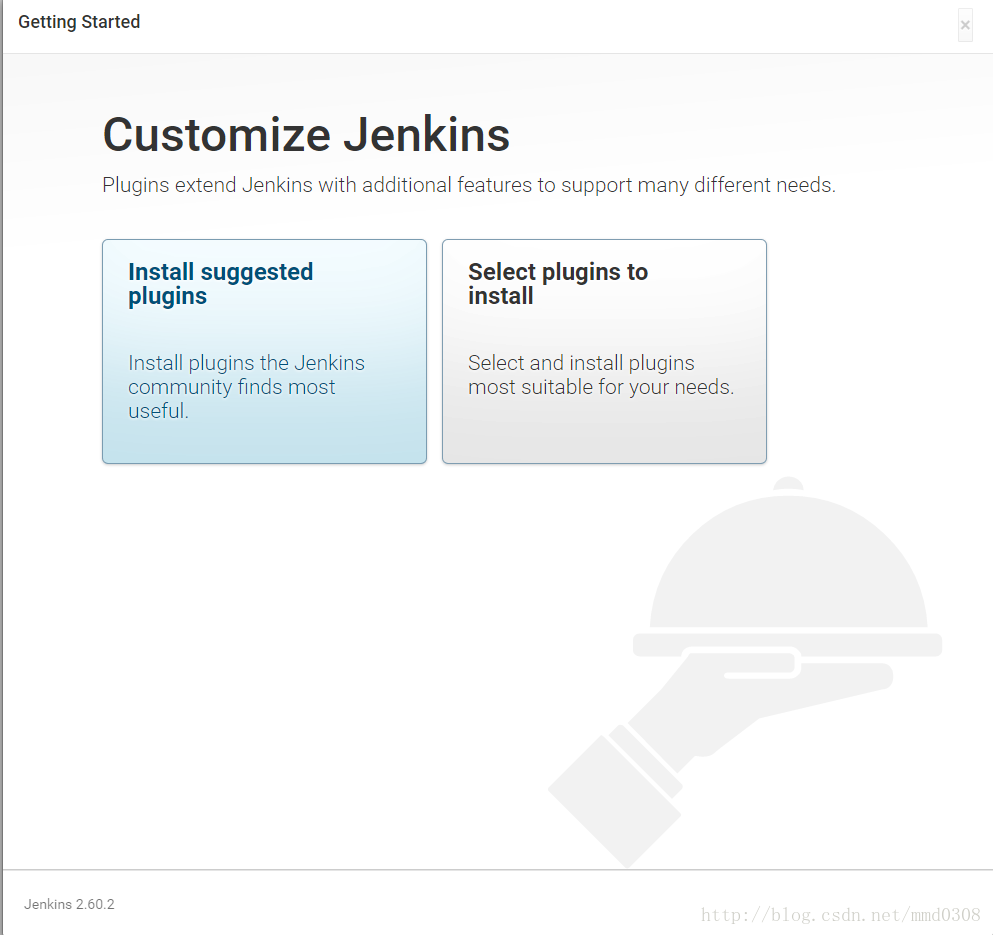 Getting Started
×
Customize Jenkins
Plugins extend Jenkins with additional features to support many different needs.
Install suggested
plugins
Install plugins the Jenkins
community finds most
useful.
Select plugins to
install
Select and install plugins
most suitable for your needs.
Jenkins 2.60.2
http://blog.csdn.net/mmd0308